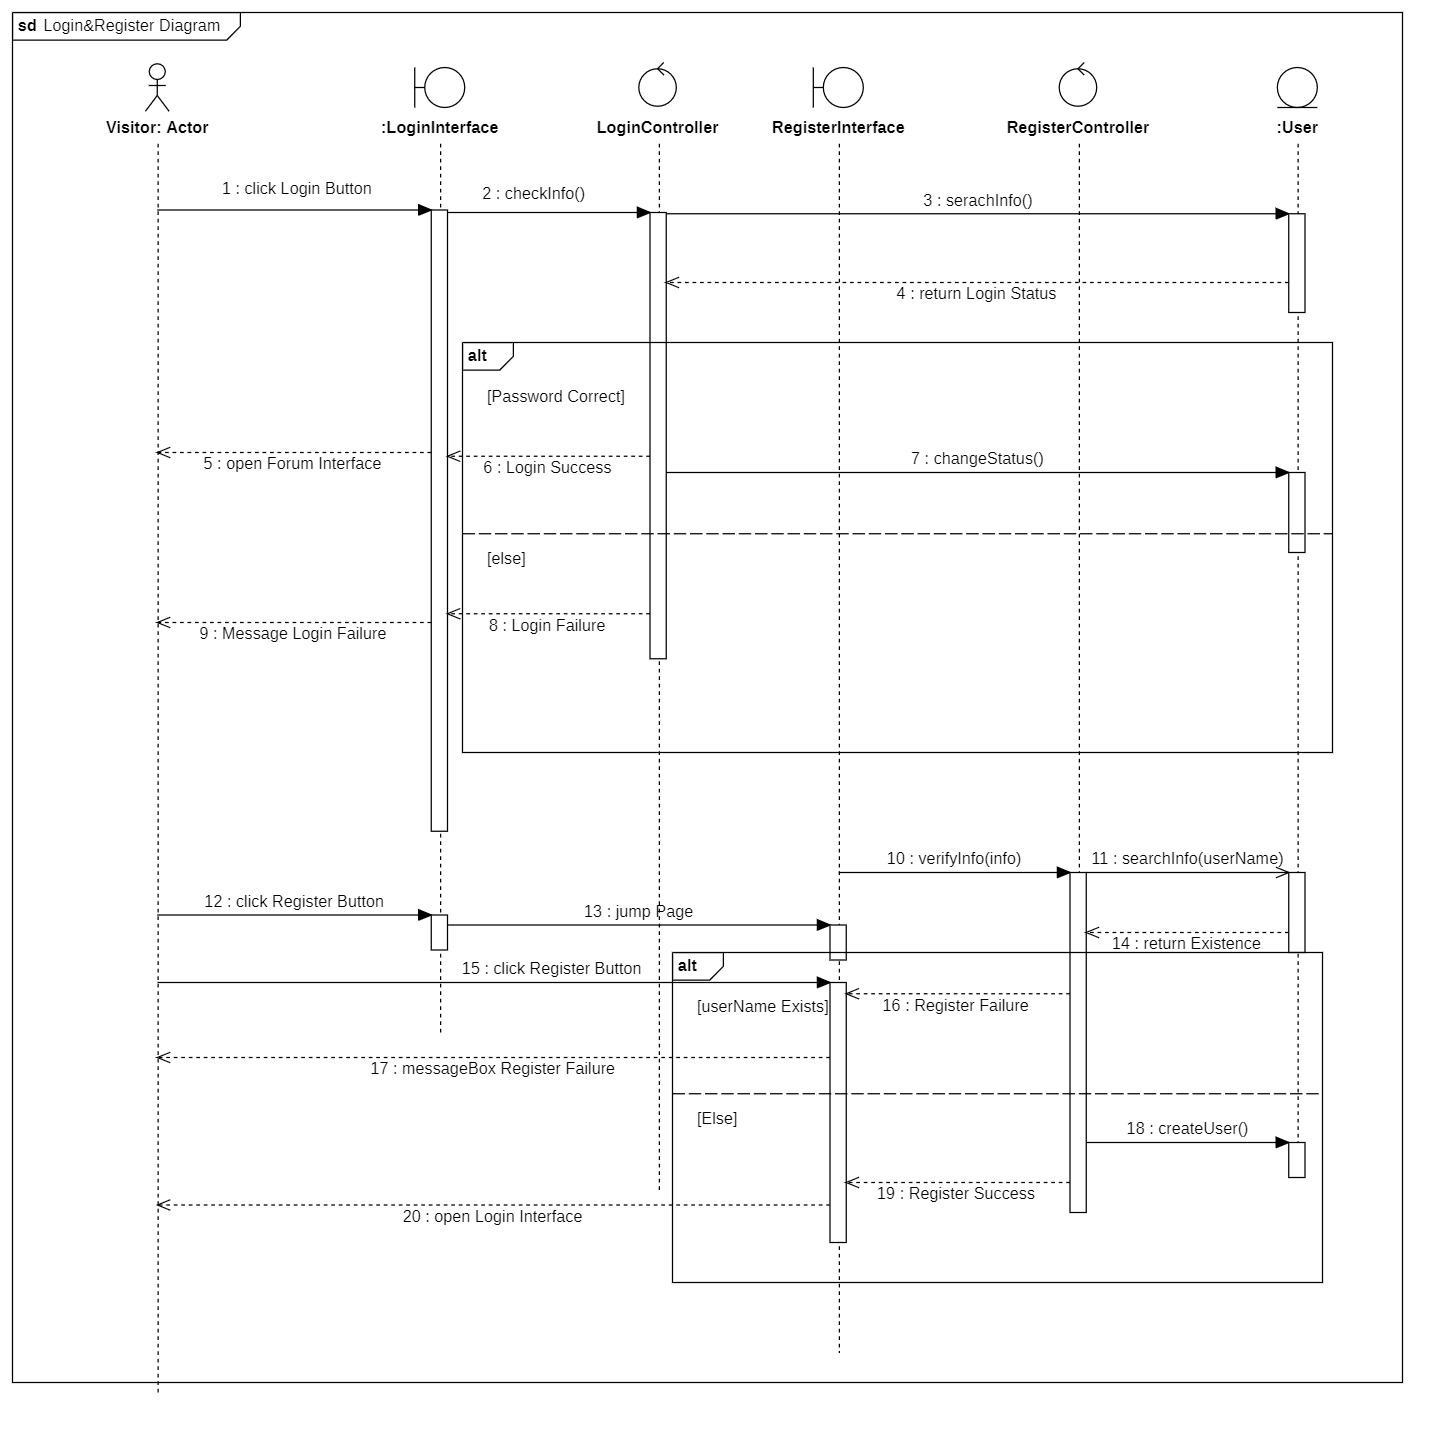 sd Login&Register Diagram
Visitor: Actor
:LoginInterface
LoginController
RegisterInterface
RegisterController
:User
1 : click Login Button
2 : checkInfo()
3 : serachInfo()
4 : return Login Status
alt
[Password Correct]
5 : open Forum Interface
6 : Login Success
7 : changeStatus()
[else]
8 : Login Failure
9 : Message Login Failure
10 : verifyInfo(info)
11 : searchInfo(userName)
12 : click Register Button
13 : jump Page
14 : return Existence
alt
15 : click Register Button
[userName Exists]
16 : Register Failure
17 : messageBox Register Failure
[Else]
18 : createUser()
19 : Register Success
20 : open Login Interface